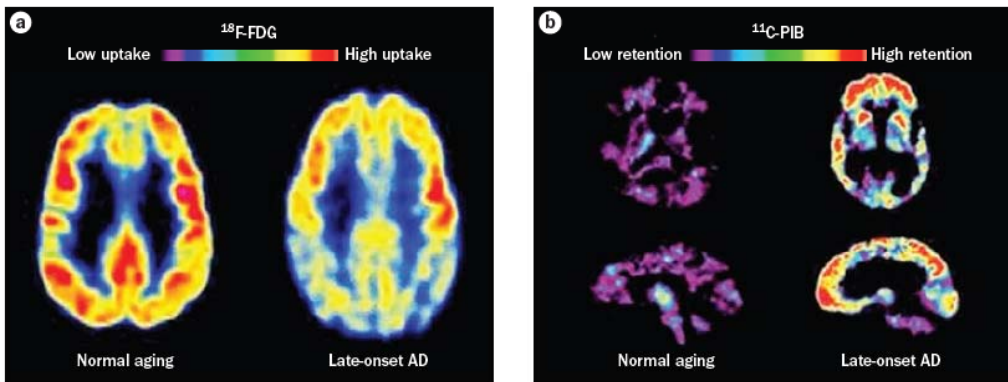 a
¹⁸F-FDG
Low uptake High uptake
Normal aging Late-onset AD
b
¹¹C-PIB
Low retention High retention
Normal aging Late-onset AD